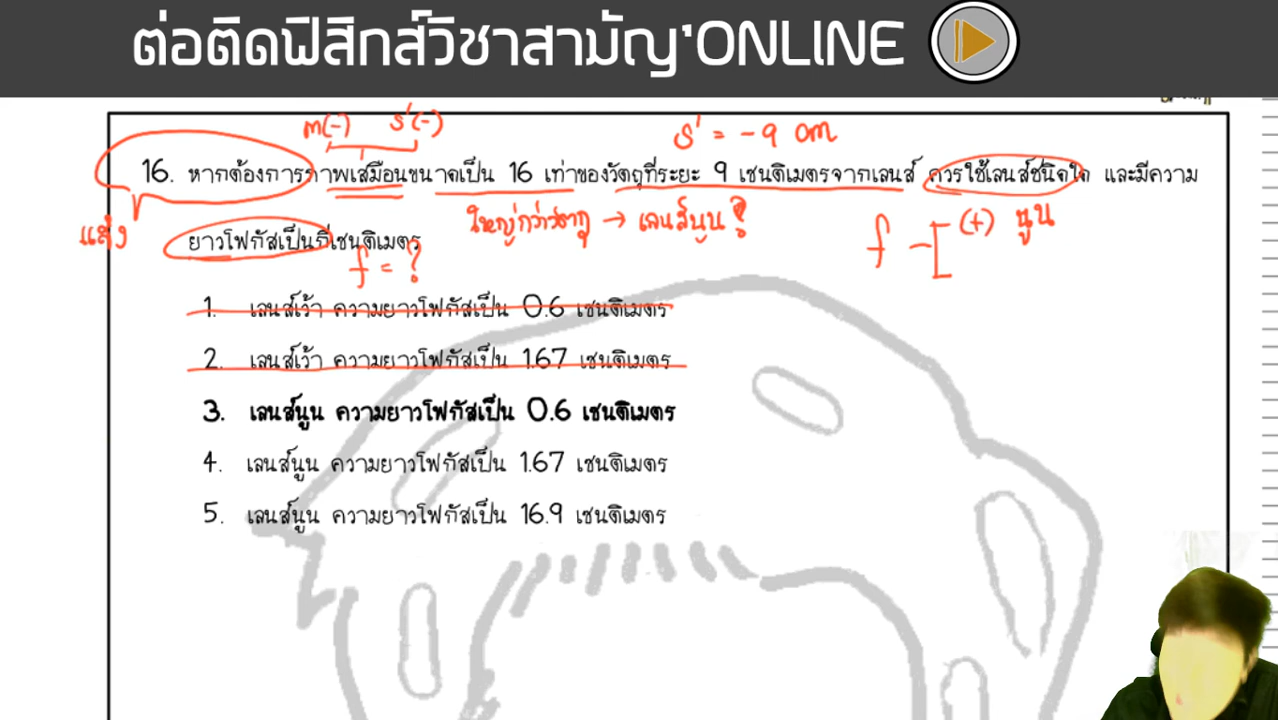 ต่อติดฟิสิกส์วิชาสามัญ'ONLINE
m(-) s'(-) s' = -9 cm
16. หากต้องการภาพเสมือนขนาดเป็น 16 เท่าของวัตถุที่ระยะ 9 เซนติเมตรจากเลนส์ ควรใช้เลนส์ชนิดใด และมีความ
แสง
ใหญ่กว่าวัตถุ → เลนส์นูน ?
f
(+) นูน
ยาวโฟกัสเป็นกี่เซนติเมตร
f = ?
1. เลนส์เว้า ความยาวโฟกัสเป็น 0.6 เซนติเมตร
2. เลนส์เว้า ความยาวโฟกัสเป็น 1.67 เซนติเมตร
3. เลนส์นูน ความยาวโฟกัสเป็น 0.6 เซนติเมตร
4. เลนส์นูน ความยาวโฟกัสเป็น 1.67 เซนติเมตร
5. เลนส์นูน ความยาวโฟกัสเป็น 16.9 เซนติเมตร